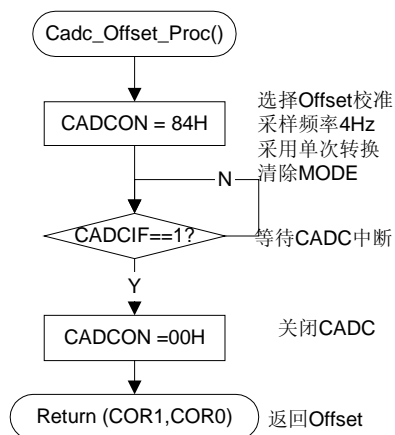 Cadc_Offset_Proc()
CADCON = 84H
选择Offset校准
采样频率4Hz
采用单次转换
清除MODE
N
CADCIF==1?
等待CADC中断
Y
CADCON =00H
关闭CADC
Return (COR1,COR0)
返回Offset